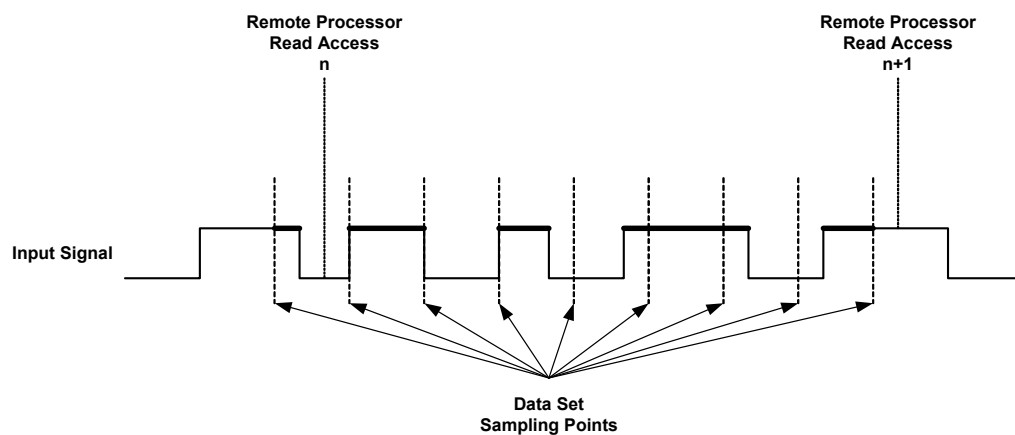 Remote Processor
Read Access
n
Remote Processor
Read Access
n+1
Input Signal
Data Set
Sampling Points